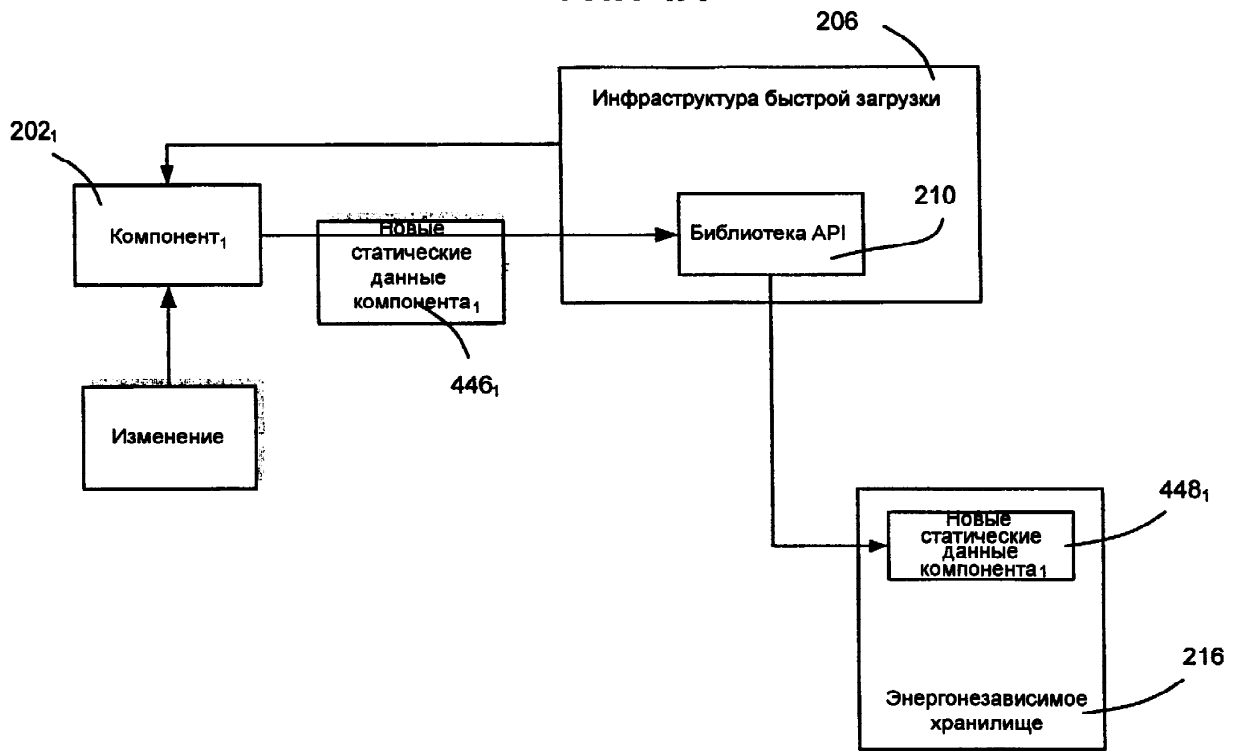 206
Инфраструктура быстрой загрузки
202₁
210
Компонент₁
Новые
статические
данные
компонента₁
Библиотека API
446₁
Изменение
448₁
Новые
статические
данные
компонента₁
216
Энергонезависимое
хранилище